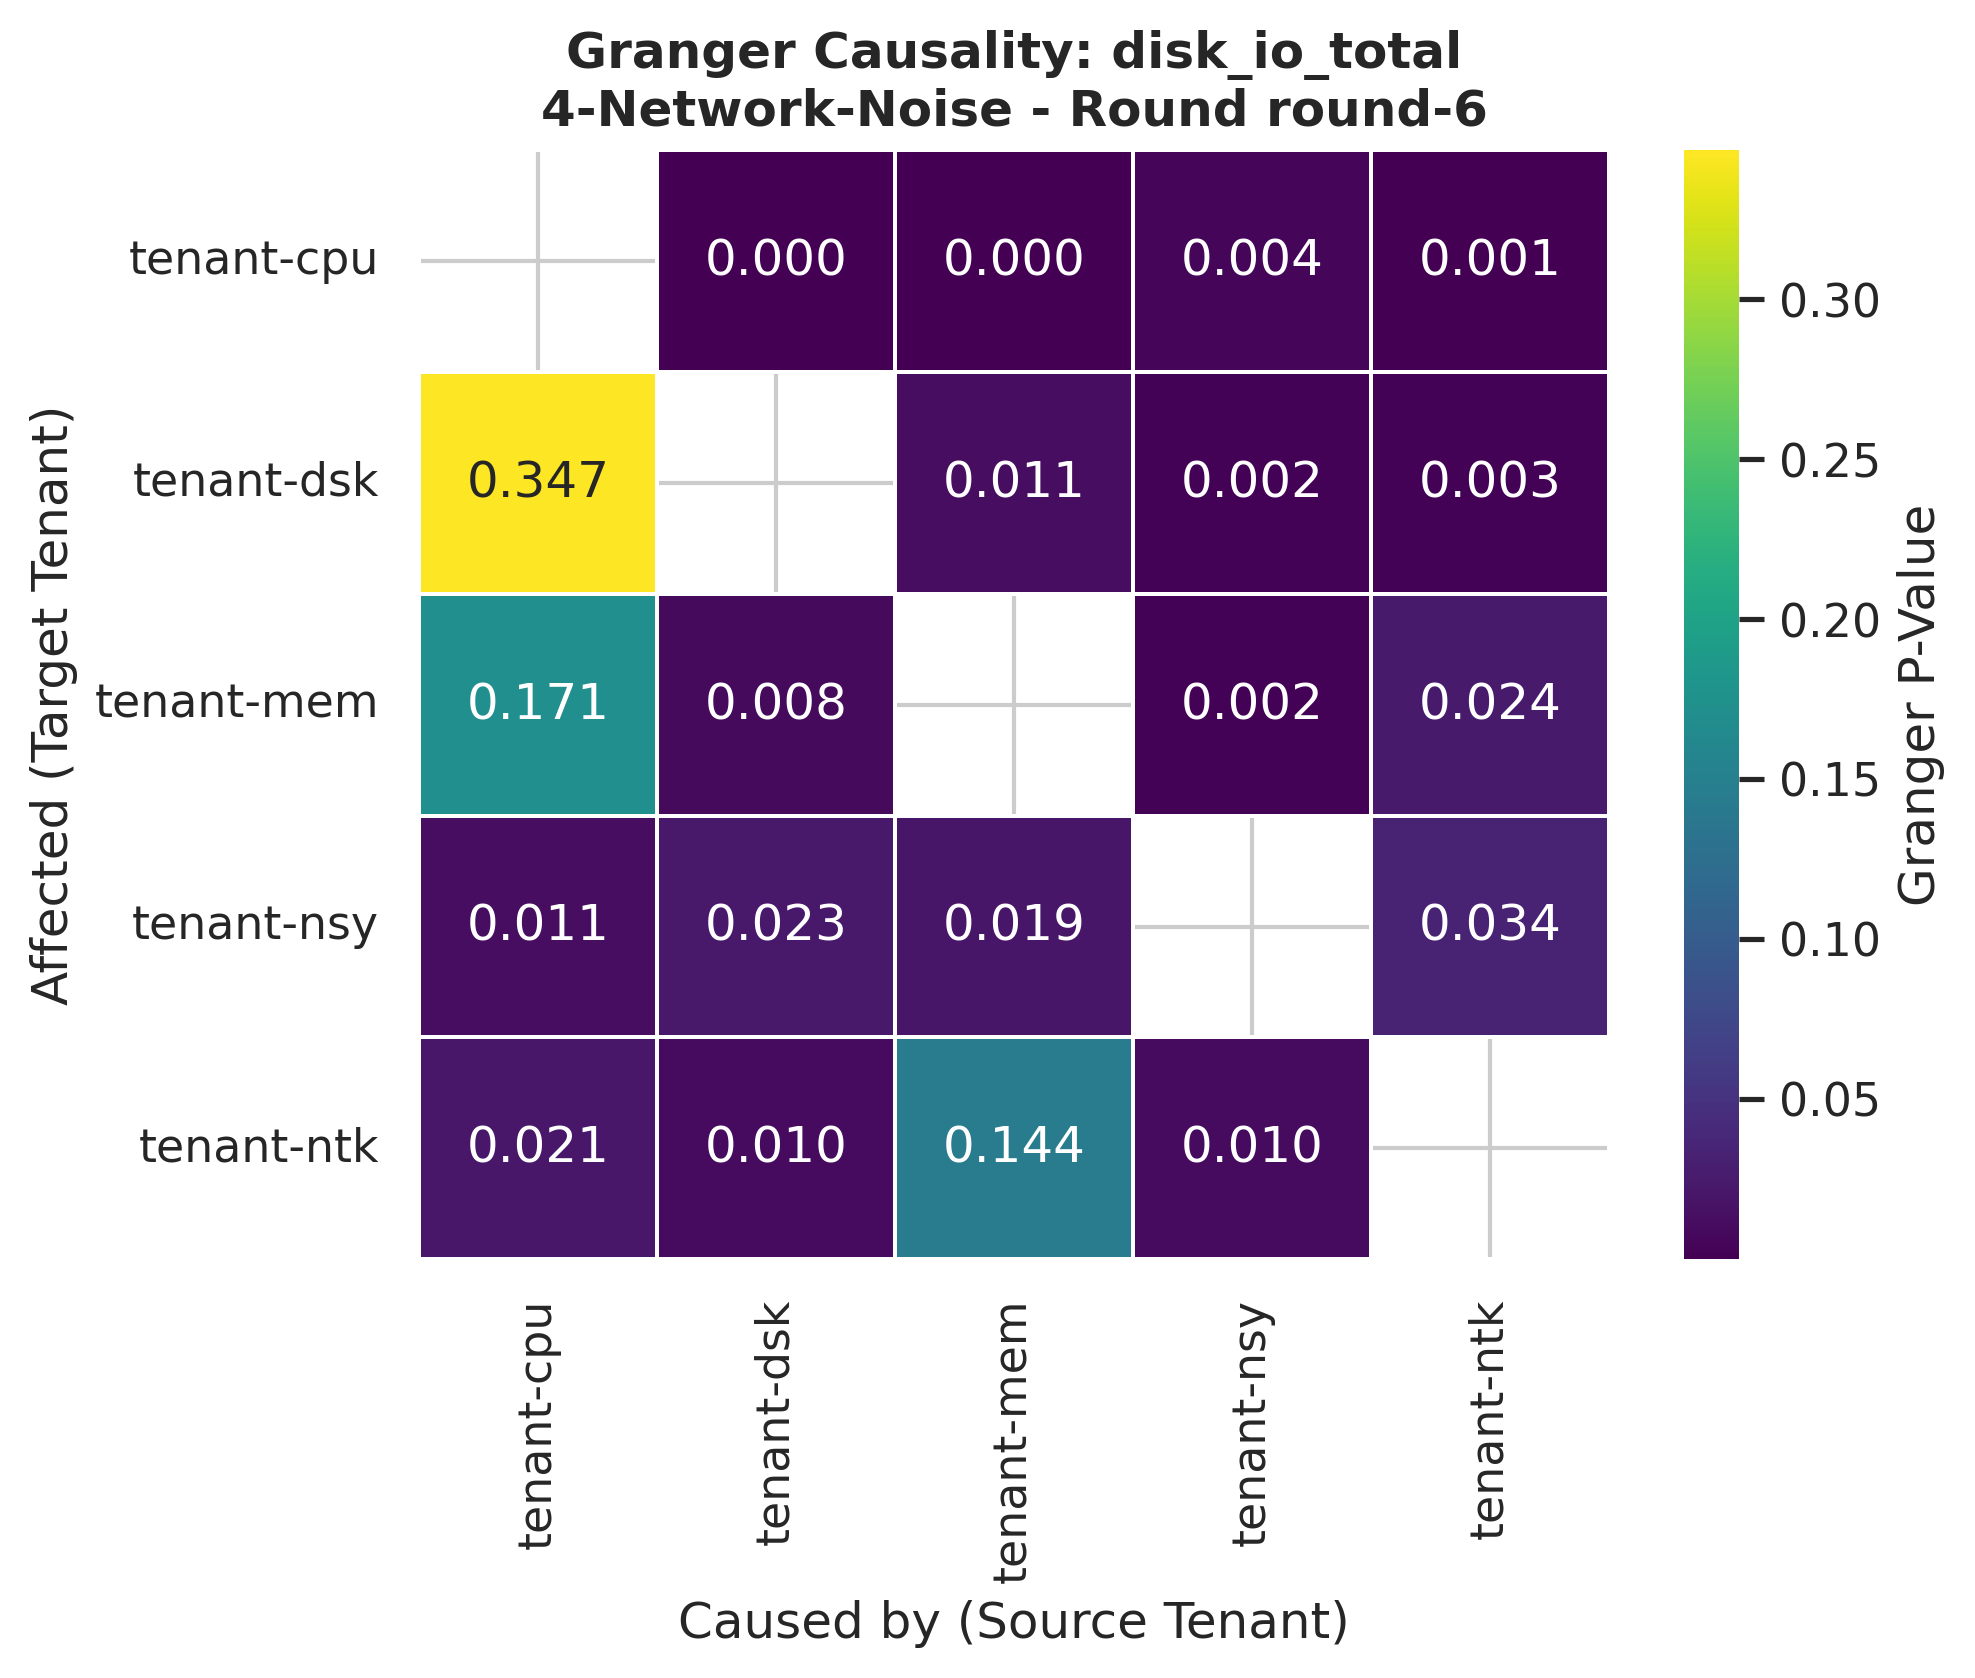 Granger Causality: disk_io_total
4-Network-Noise - Round round-6
Affected (Target Tenant)
tenant-cpu
0.000 0.000 0.004 0.001
tenant-dsk
0.347 0.011 0.002 0.003
tenant-mem
0.171 0.008 0.002 0.024
tenant-nsy
0.011 0.023 0.019 0.034
tenant-ntk
0.021 0.010 0.144 0.010
tenant-cpu
tenant-dsk
tenant-mem
tenant-nsy
tenant-ntk
Caused by (Source Tenant)
0.30
0.25
0.20
0.15
0.10
0.05
Granger P-Value